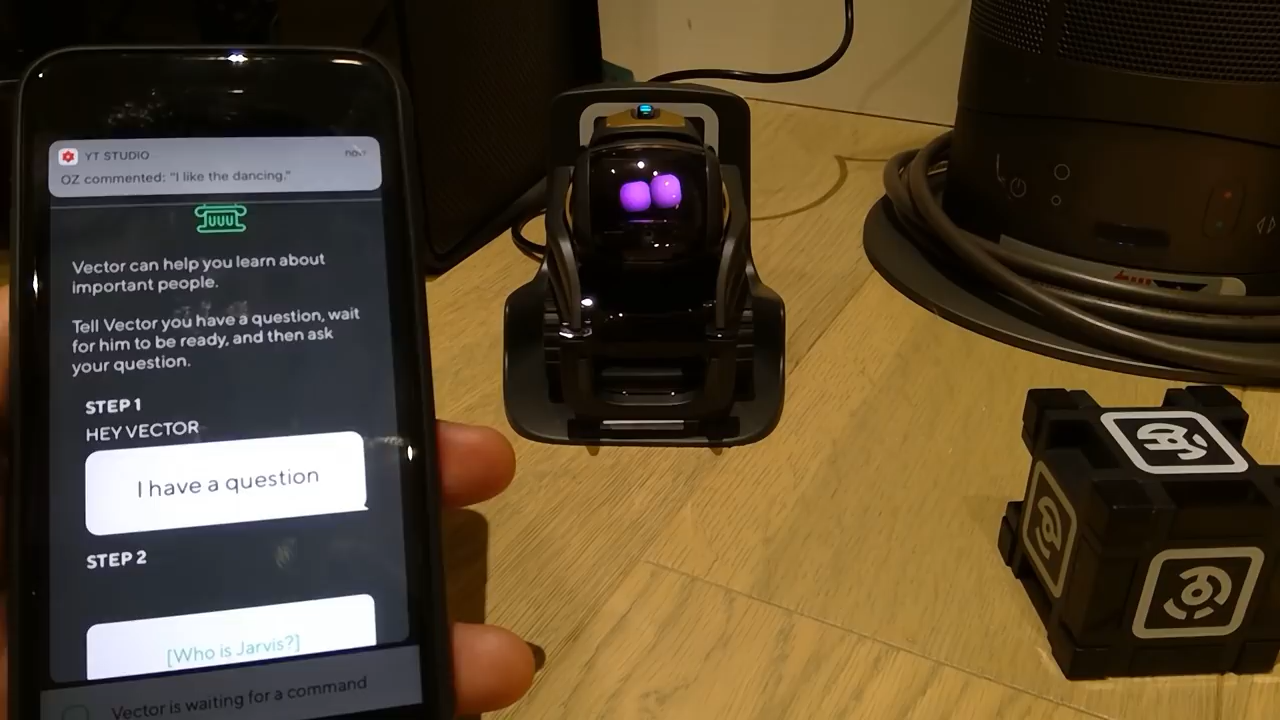 YT STUDIO
now
OZ commented: "I like the dancing."
Vector can help you learn about
important people.
Tell Vector you have a question, wait
for him to be ready, and then ask
your question.
STEP 1
HEY VECTOR
I have a question
STEP 2
[Who is Jarvis?]
Vector is waiting for a command